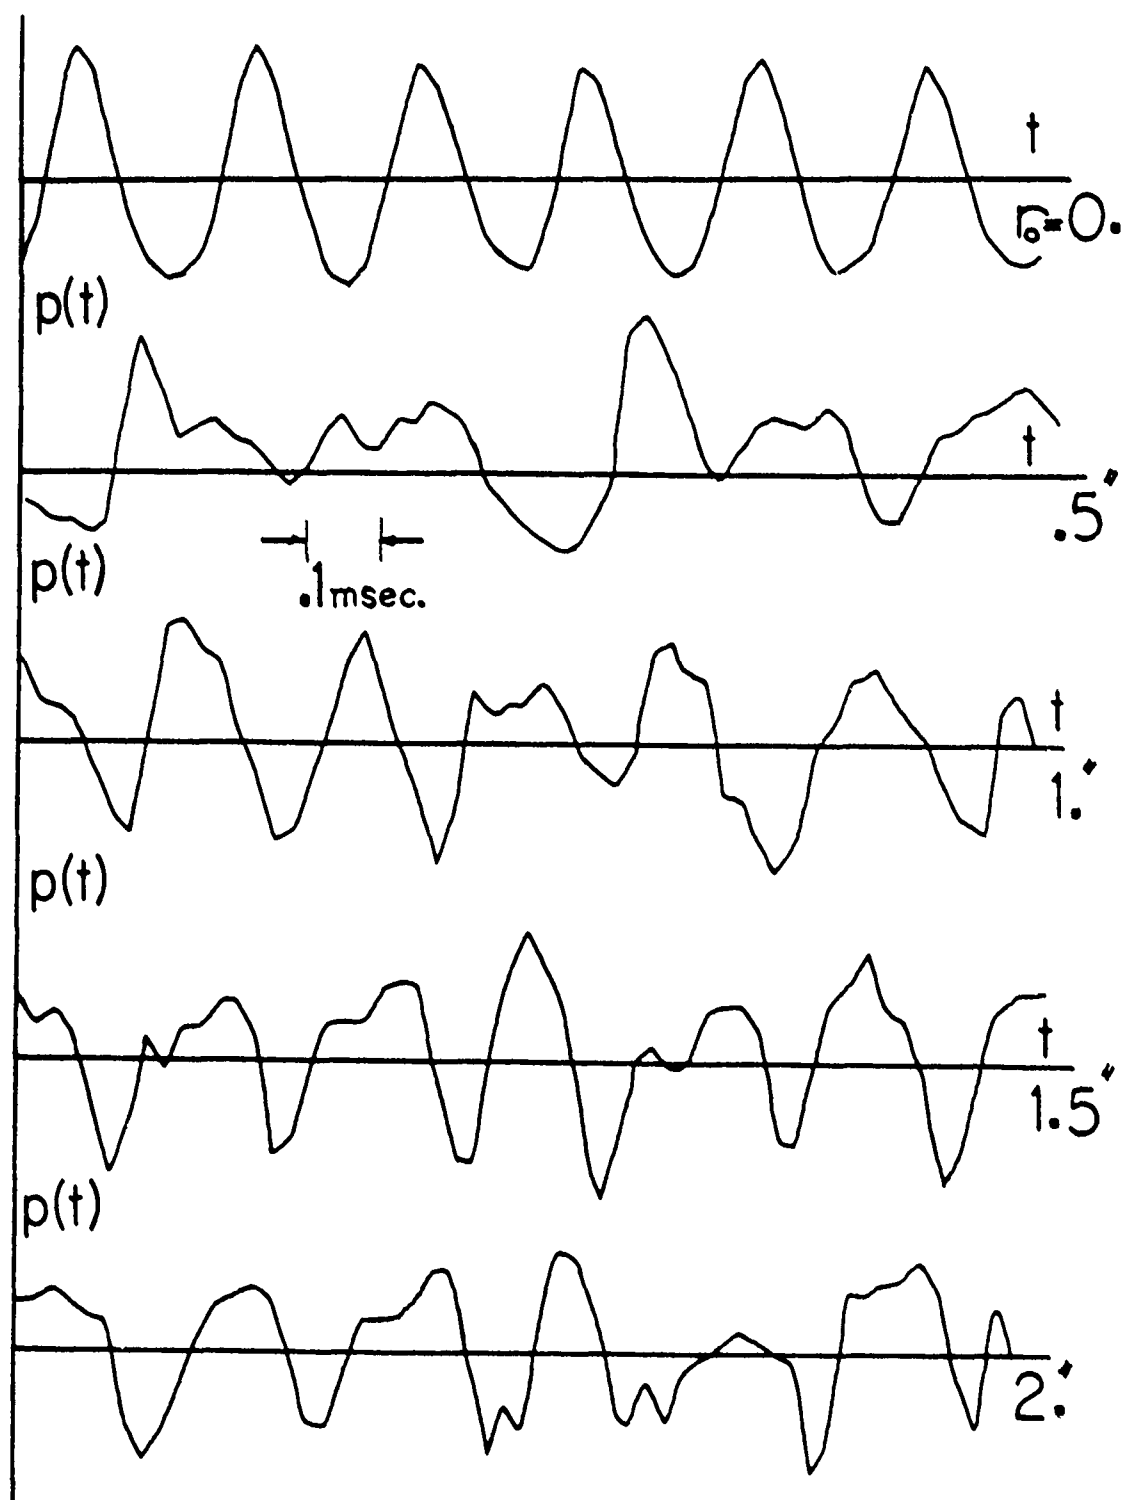 t
r₀=0.
p(t)
t
.5"
p(t)
.1msec.
t
1."
p(t)
t
1.5"
p(t)
2."